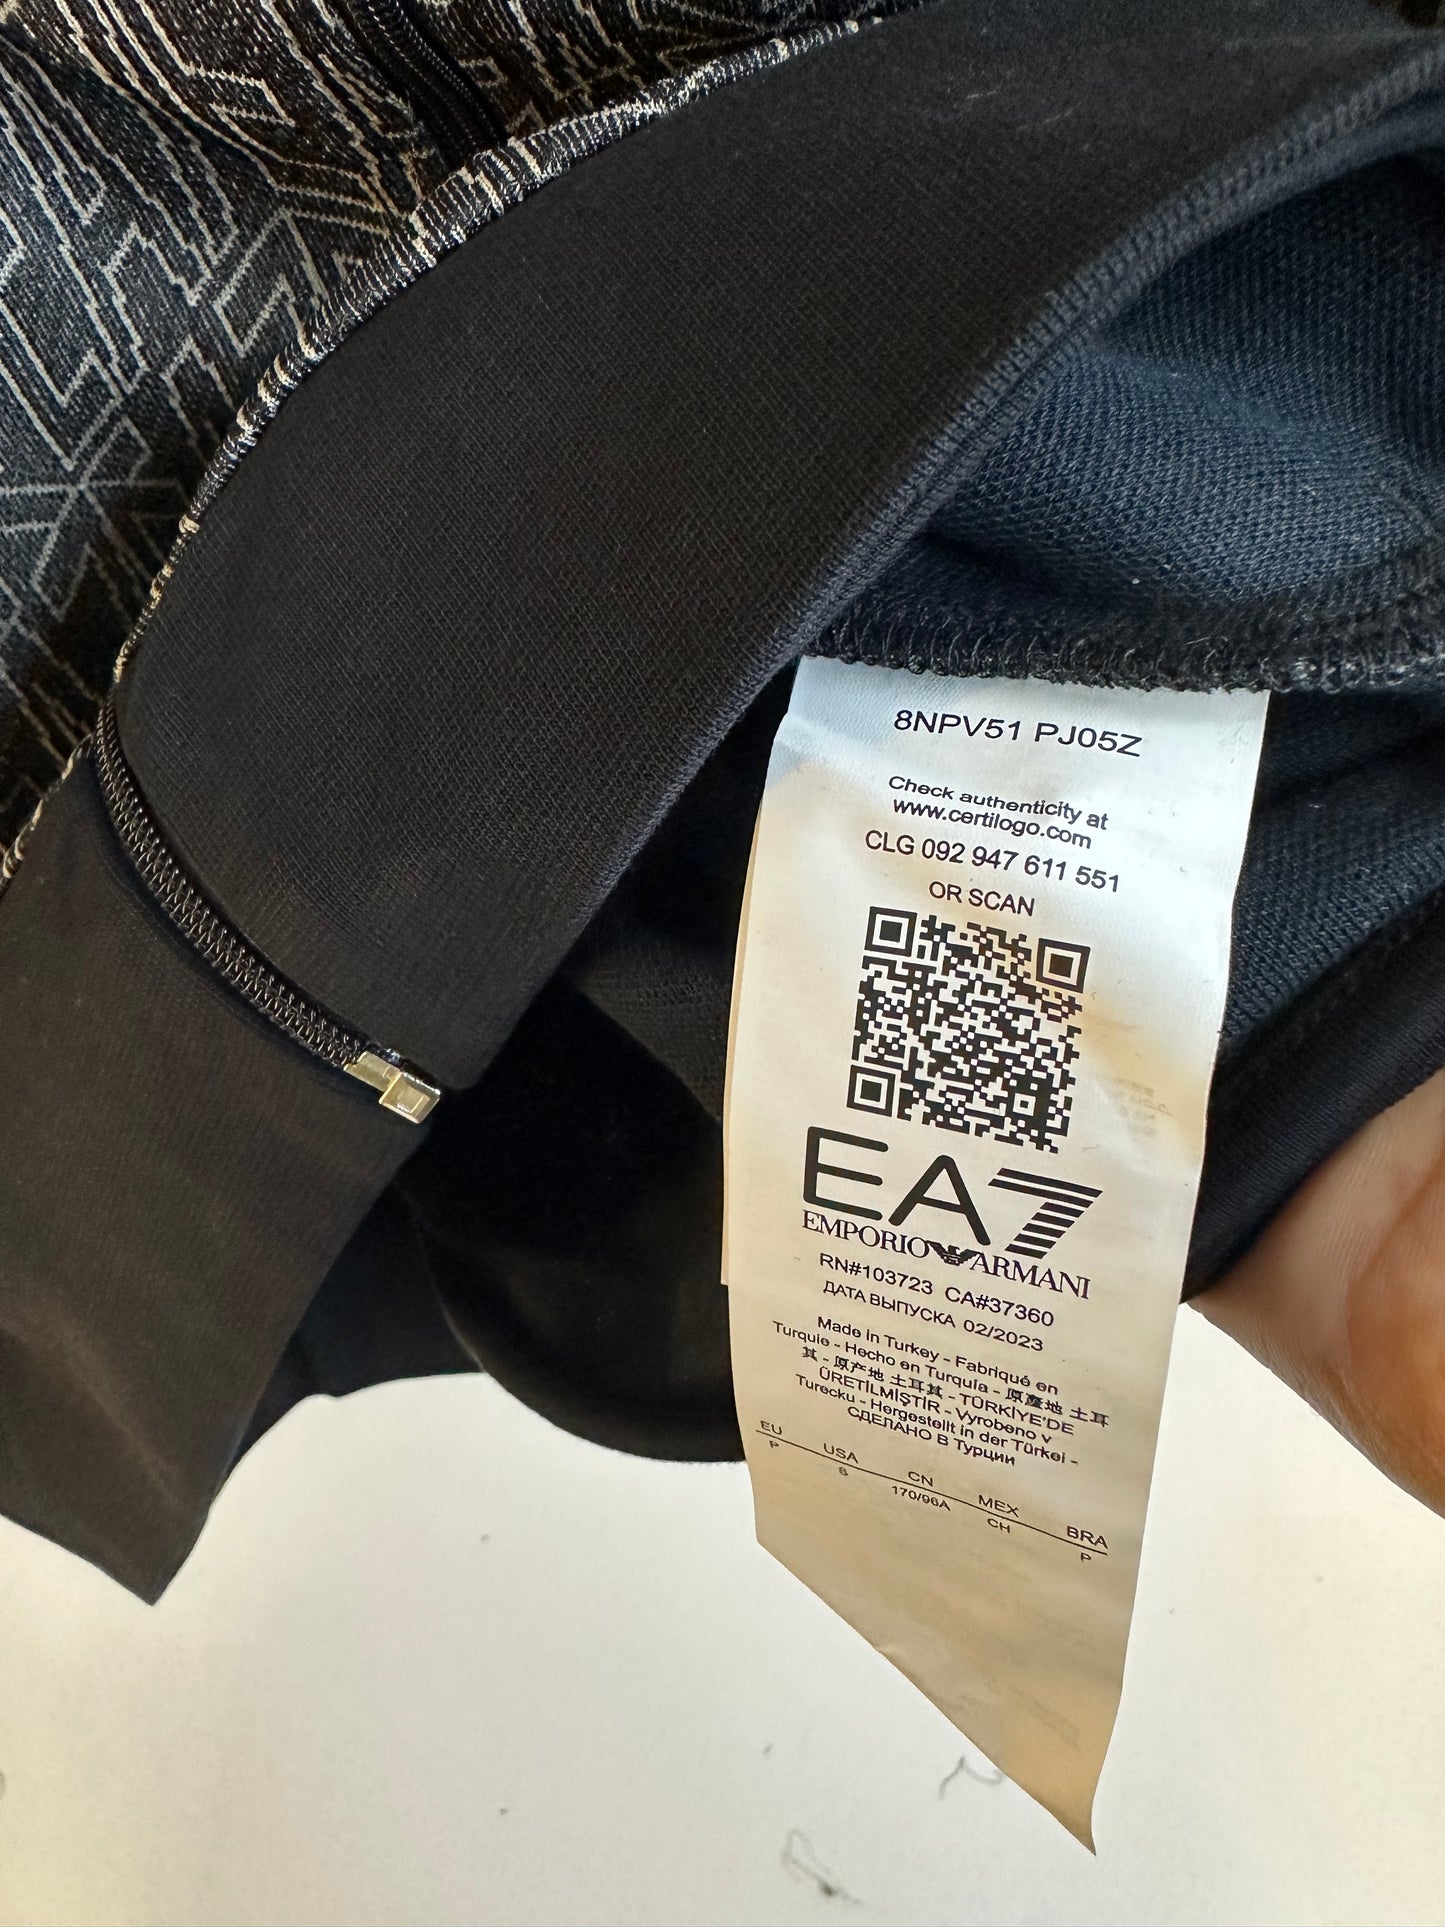 8NPV51 PJ05Z
Check authenticity at
www.certilogo.com
CLG 092 947 611 551
OR SCAN
EA7
EMPORIO ARMANI
RN#103723 CA#37360
ДАТА ВЫПУСКА 02/2023
Made in Turkey - Fabriqué en
Turquie - Hecho en Turquía - 原產地 土耳
其 - 原产地 土耳其 - TÜRKİYE'DE
ÜRETİLMİŞTİR - Vyrobeno v
Turecku - Hergestellt in der Türkei -
СДЕЛАНО В Турции
EU USA CN MEX BRA
P 6 170/96A CH P